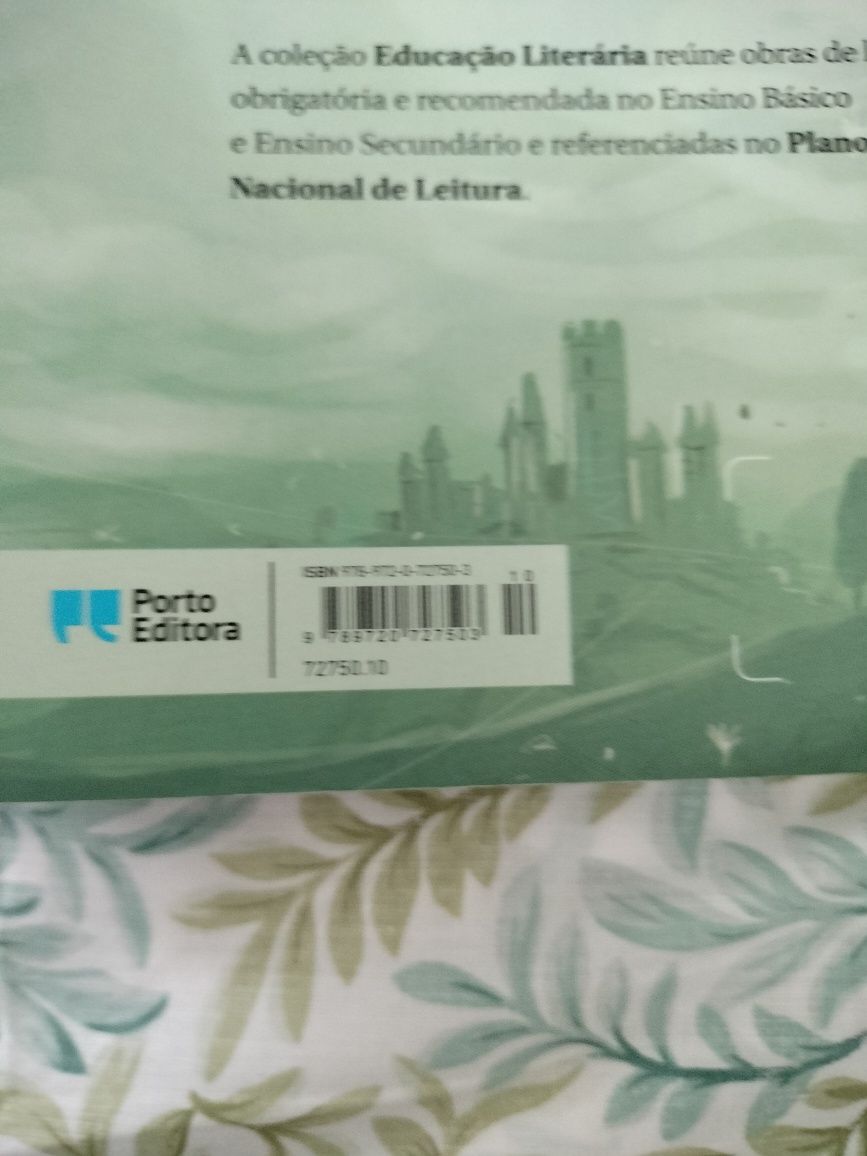 A coleção Educação Literária reúne obras de
obrigatória e recomendada no Ensino Básico
e Ensino Secundário e referenciadas no Plano
Nacional de Leitura.
Porto
Editora
ISBN 978-972-0-72750-3
10
9 789720 727503
72750.10